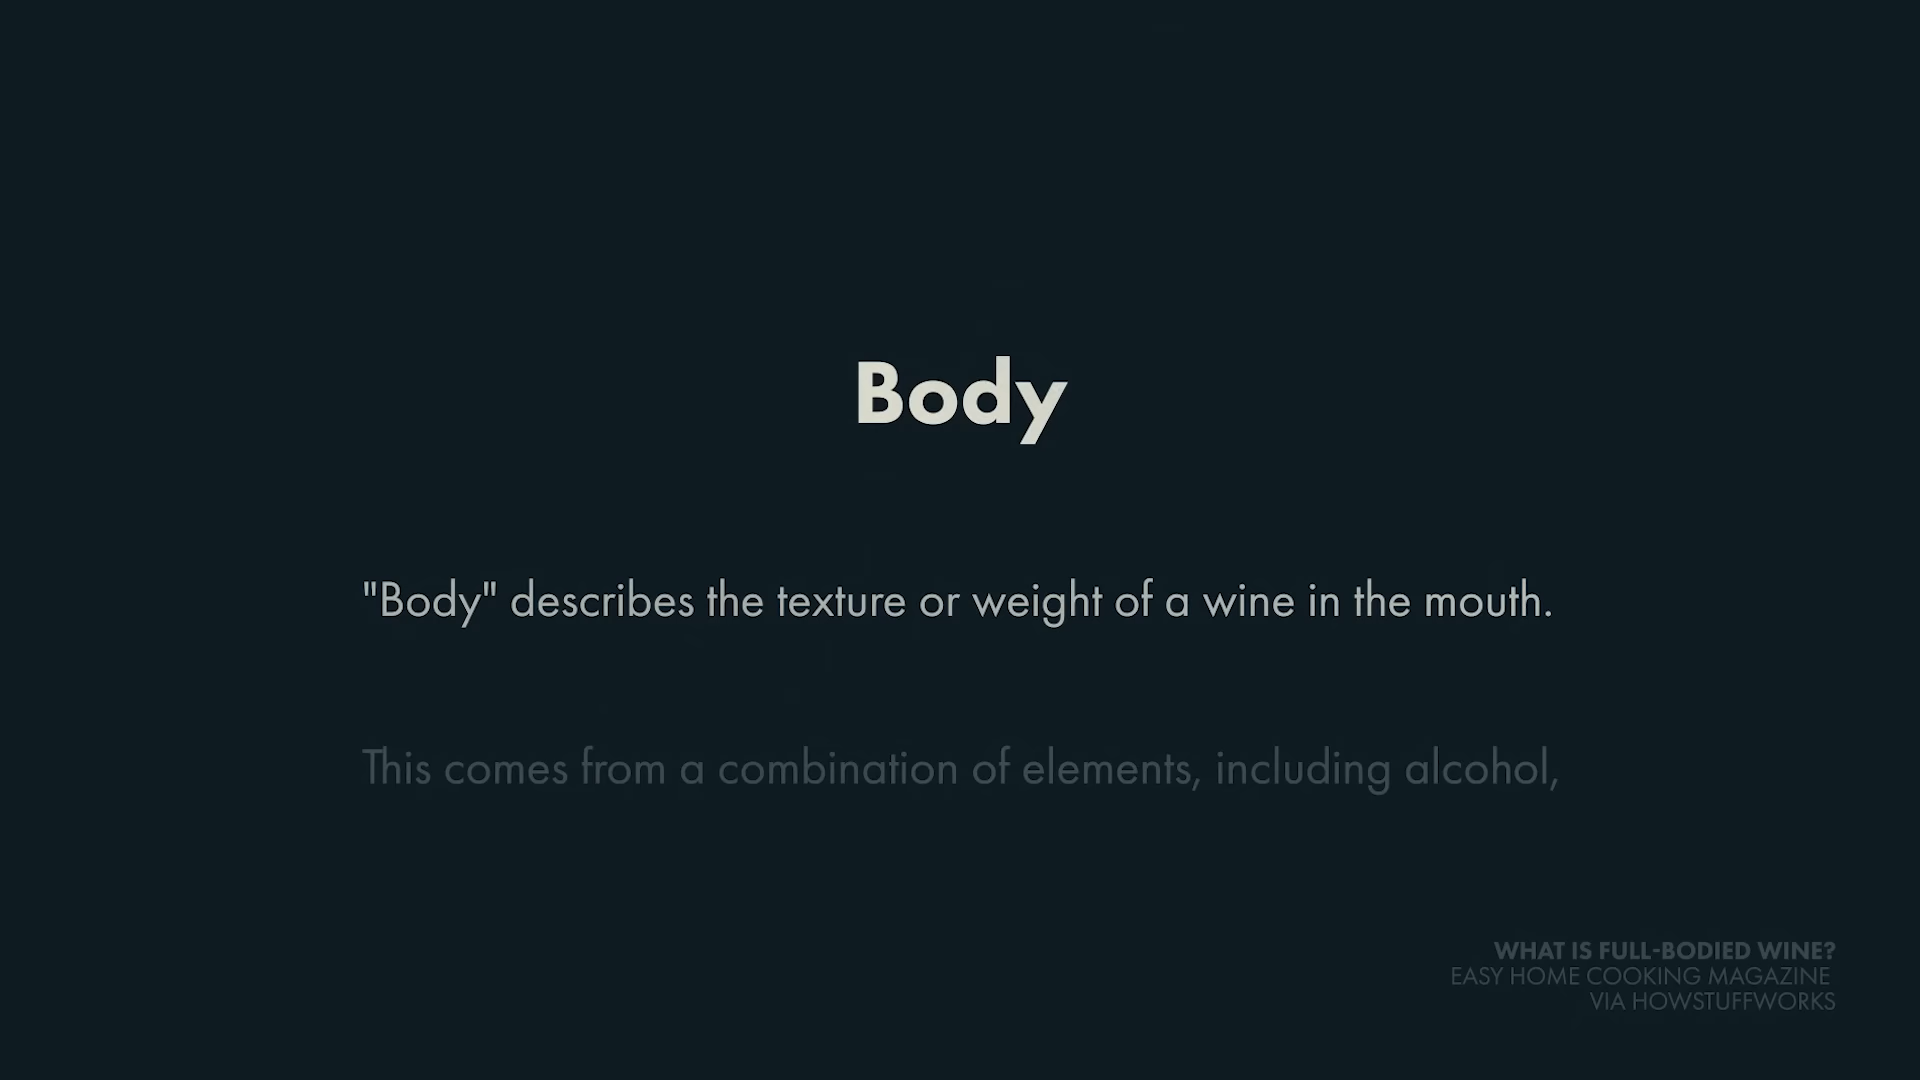 Body
"Body" describes the texture or weight of a wine in the mouth.
This comes from a combination of elements, including alcohol,
WHAT IS FULL-BODIED WINE?
EASY HOME COOKING MAGAZINE
VIA HOWSTUFFWORKS